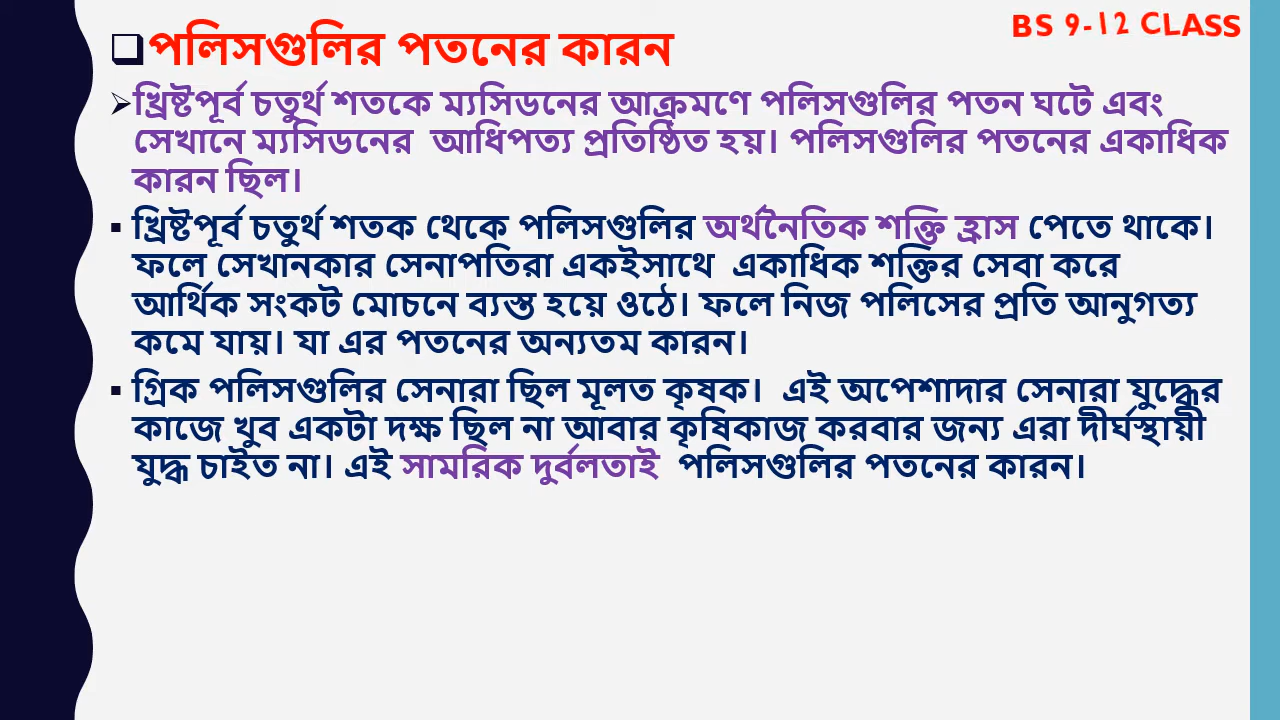 BS 9-12 CLASS
❑পলিসগুলির পতনের কারন
➢খ্রিষ্টপূর্ব চতুর্থ শতকে ম্যসিডনের আক্রমণে পলিসগুলির পতন ঘটে এবং
সেখানে ম্যসিডনের আধিপত্য প্রতিষ্ঠিত হয়। পলিসগুলির পতনের একাধিক
কারন ছিল।
▪ খ্রিষ্টপূর্ব চতুর্থ শতক থেকে পলিসগুলির অর্থনৈতিক শক্তি হ্রাস পেতে থাকে।
ফলে সেখানকার সেনাপতিরা একইসাথে একাধিক শক্তির সেবা করে
আর্থিক সংকট মোচনে ব্যস্ত হয়ে ওঠে। ফলে নিজ পলিসের প্রতি আনুগত্য
কমে যায়। যা এর পতনের অন্যতম কারন।
▪ গ্রিক পলিসগুলির সেনারা ছিল মূলত কৃষক। এই অপেশাদার সেনারা যুদ্ধের
কাজে খুব একটা দক্ষ ছিল না আবার কৃষিকাজ করবার জন্য এরা দীর্ঘস্থায়ী
যুদ্ধ চাইত না। এই সামরিক দুর্বলতাই পলিসগুলির পতনের কারন।